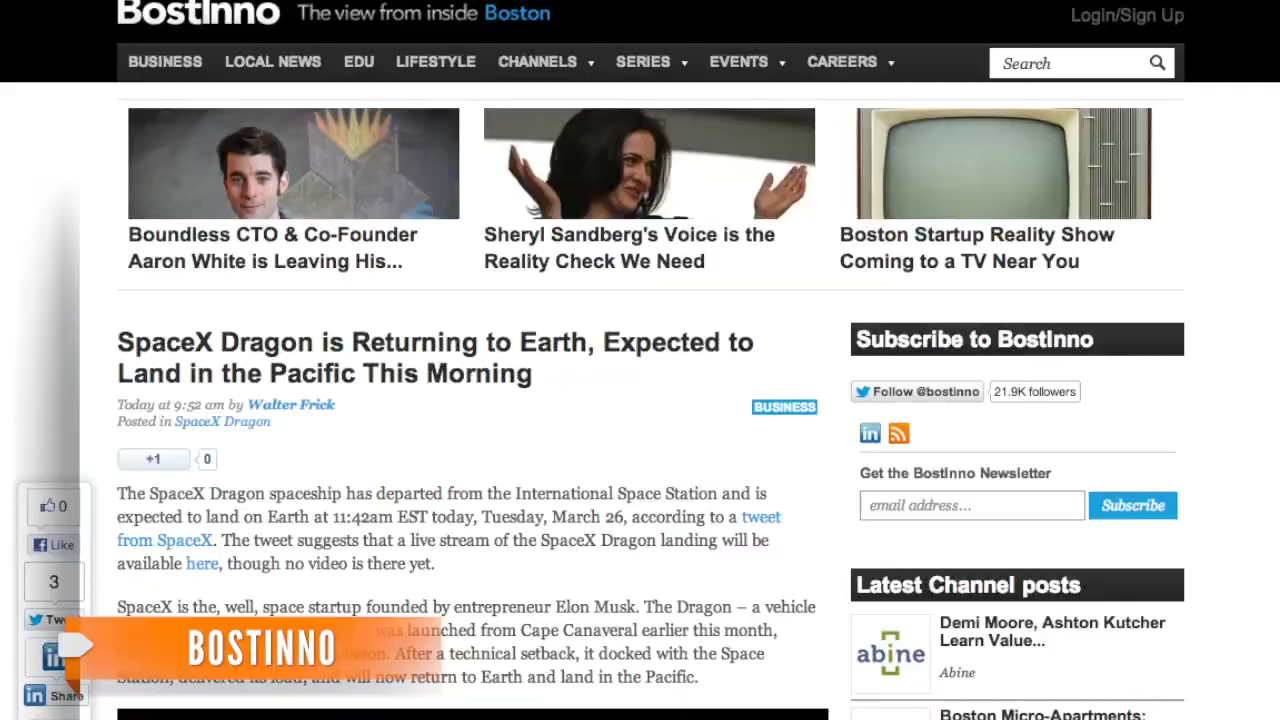 BostInno The view from inside Boston
Login/Sign Up
BUSINESS LOCAL NEWS EDU LIFESTYLE CHANNELS SERIES EVENTS CAREERS Search
Boundless CTO & Co-Founder
Aaron White is Leaving His...
Sheryl Sandberg's Voice is the
Reality Check We Need
Boston Startup Reality Show
Coming to a TV Near You
SpaceX Dragon is Returning to Earth, Expected to
Land in the Pacific This Morning
Today at 9:52 am by Walter Frick
Posted in SpaceX Dragon
BUSINESS
+1 0
The SpaceX Dragon spaceship has departed from the International Space Station and is
expected to land on Earth at 11:42am EST today, Tuesday, March 26, according to a tweet
from SpaceX. The tweet suggests that a live stream of the SpaceX Dragon landing will be
available here, though no video is there yet.
SpaceX is the, well, space startup founded by entrepreneur Elon Musk. The Dragon – a vehicle
was launched from Cape Canaveral earlier this month,
After a technical setback, it docked with the Space
Station, delivered its load, and will now return to Earth and land in the Pacific.
0
Like
3
in
in Share
BOSTINNO
Subscribe to BostInno
Follow @bostinno 21.9K followers
in
Get the BostInno Newsletter
email address... Subscribe
Latest Channel posts
abine
Demi Moore, Ashton Kutcher
Learn Value...
Abine
Boston Micro-Apartments: